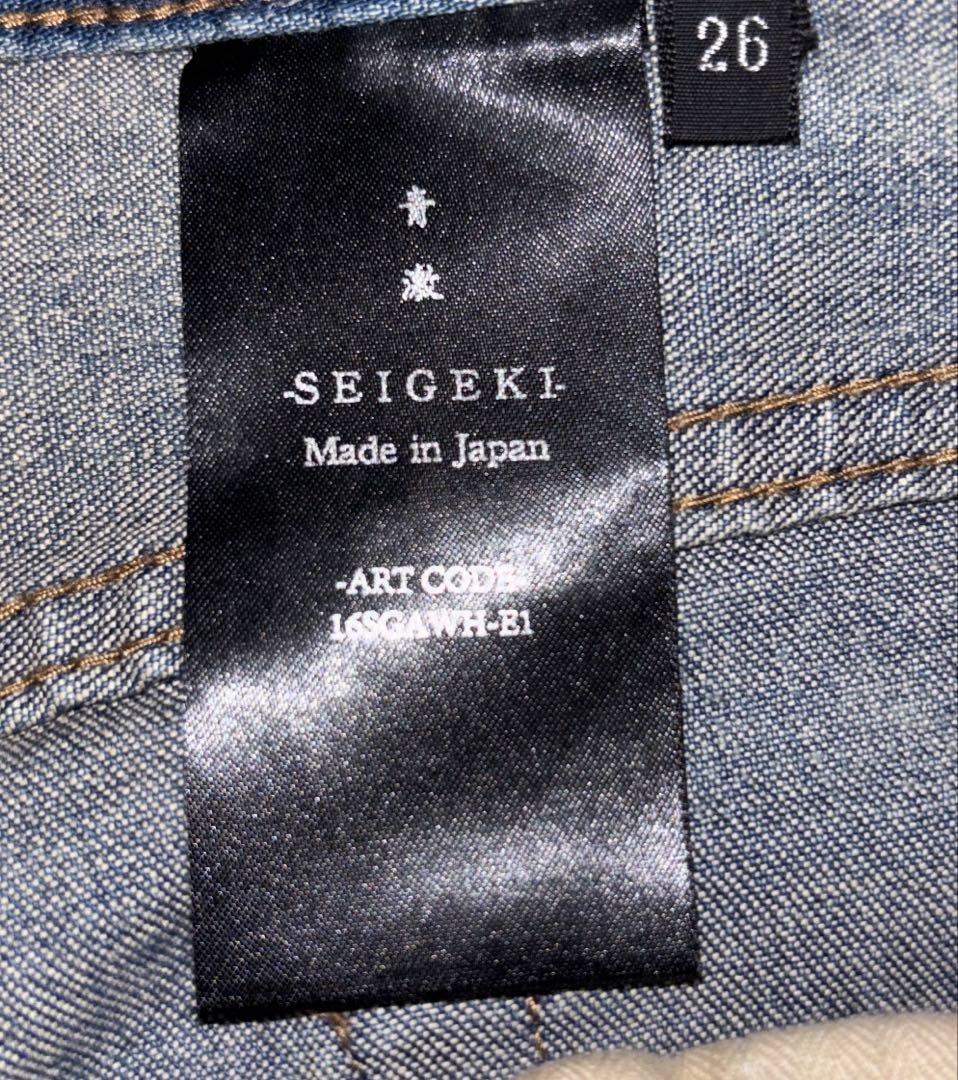 26
青
激
-SEIGEKI-
Made in Japan
-ART CODE-
16SGAWH-E1